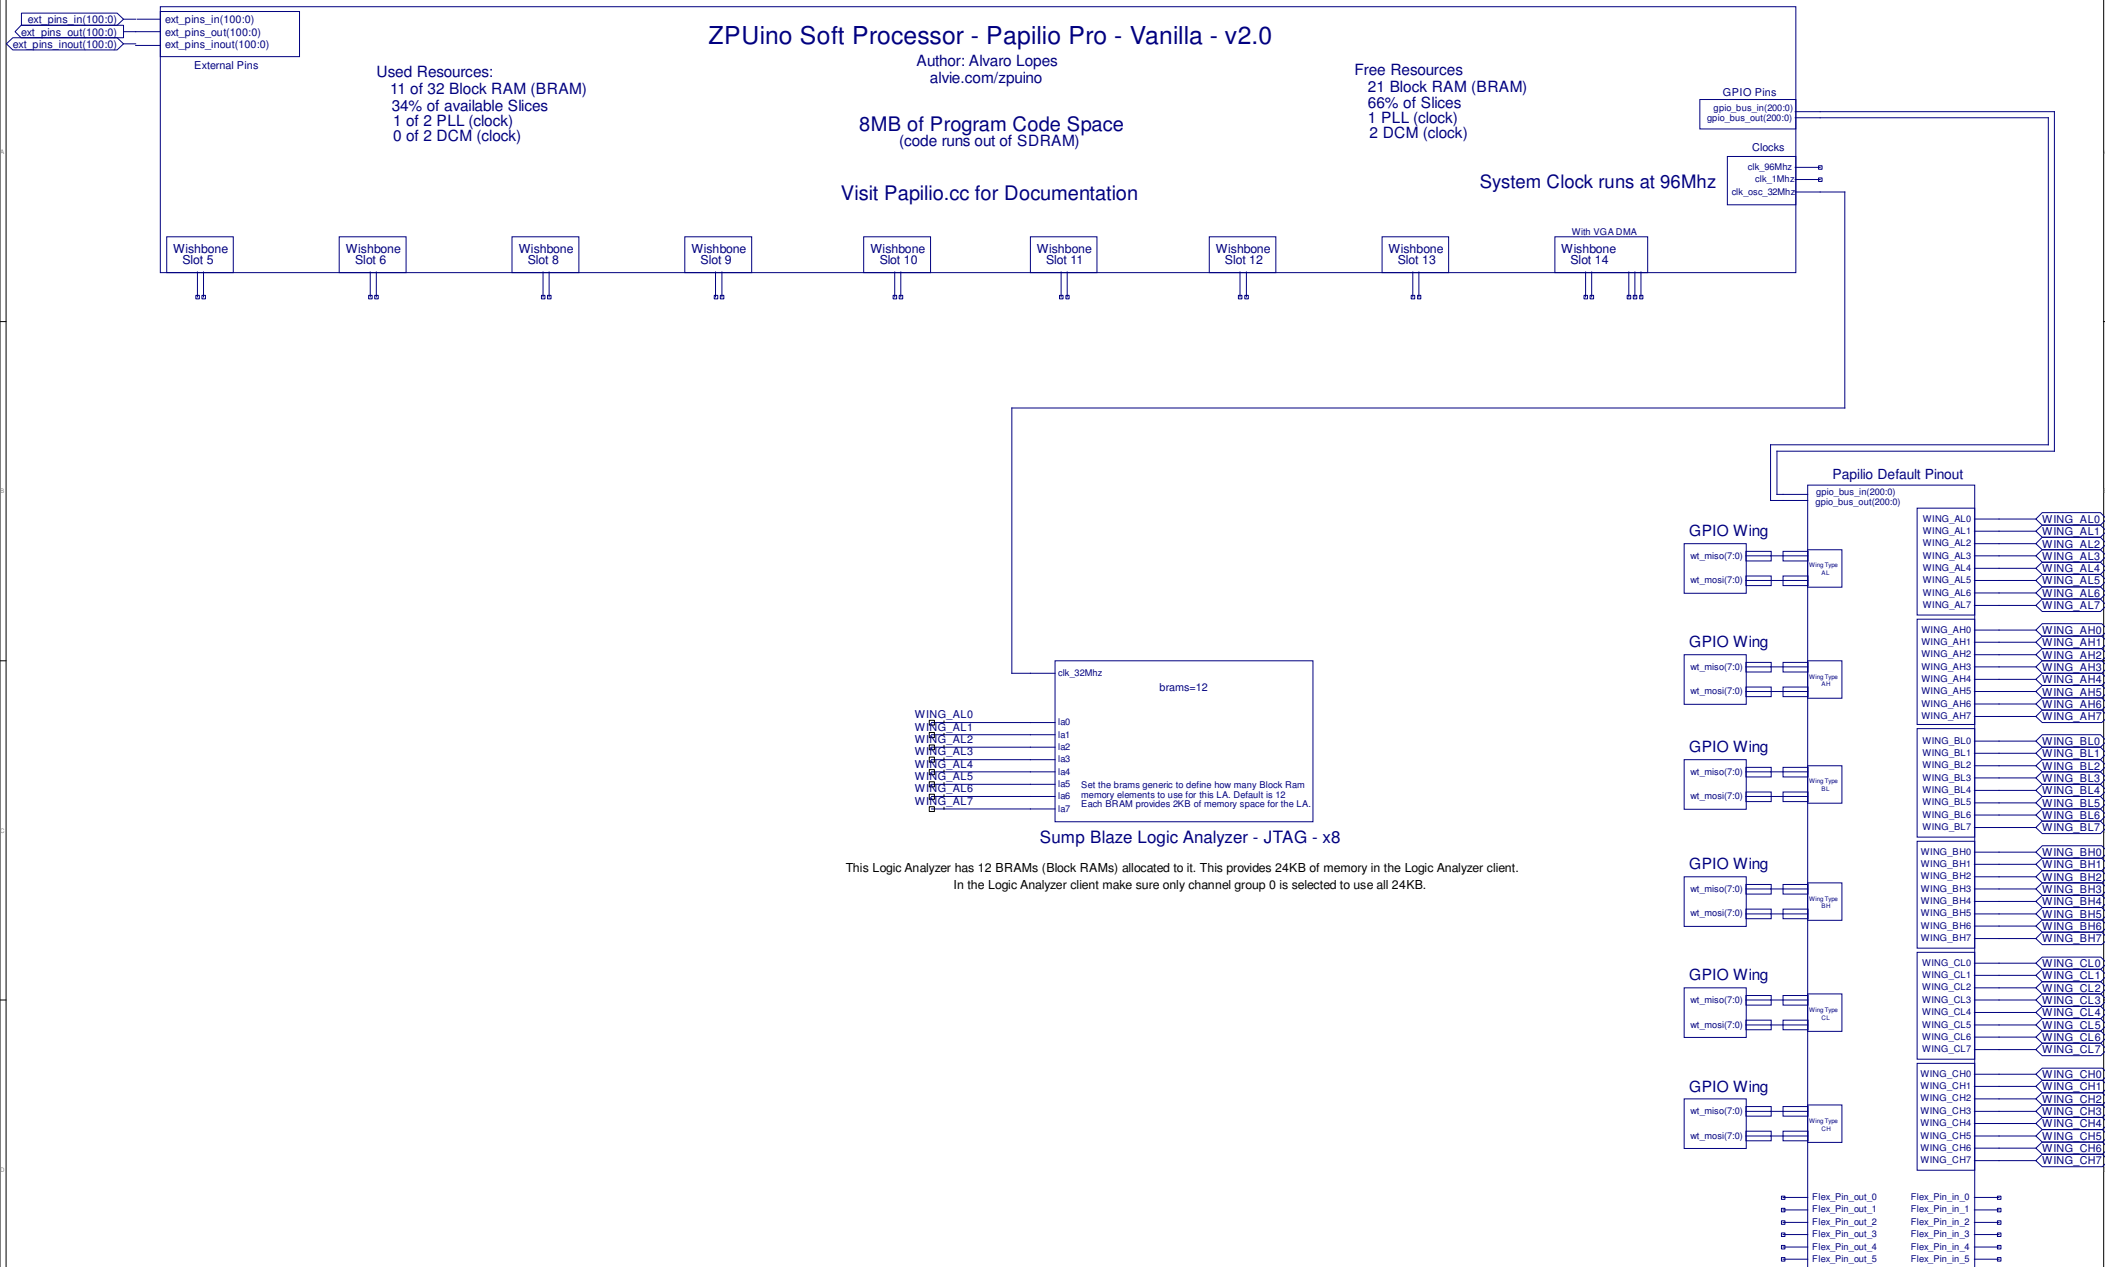 ext_pins_in(100:0)
ext_pins_out(100:0)
ext_pins_inout(100:0)
ext_pins_in(100:0)
ext_pins_out(100:0)
ext_pins_inout(100:0)
External Pins
ZPUino Soft Processor - Papilio Pro - Vanilla - v2.0
Author: Alvaro Lopes
alvie.com/zpuino
Used Resources:
11 of 32 Block RAM (BRAM)
34% of available Slices
1 of 2 PLL (clock)
0 of 2 DCM (clock)
8MB of Program Code Space
(code runs out of SDRAM)
Visit Papilio.cc for Documentation
Free Resources
21 Block RAM (BRAM)
66% of Slices
1 PLL (clock)
2 DCM (clock)
GPIO Pins
gpio_bus_in(200:0)
gpio_bus_out(200:0)
Clocks
clk_96Mhz
clk_1Mhz
clk_osc_32Mhz
System Clock runs at 96Mhz
Wishbone
Slot 5
Wishbone
Slot 6
Wishbone
Slot 8
Wishbone
Slot 9
Wishbone
Slot 10
Wishbone
Slot 11
Wishbone
Slot 12
Wishbone
Slot 13
With VGA DMA
Wishbone
Slot 14
clk_32Mhz
brams=12
WING_AL0
WING_AL1
WING_AL2
WING_AL3
WING_AL4
WING_AL5
WING_AL6
WING_AL7
la0
la1
la2
la3
la4
la5
la6
la7
Set the brams generic to define how many Block Ram
memory elements to use for this LA. Default is 12
Each BRAM provides 2KB of memory space for the LA.
Sump Blaze Logic Analyzer - JTAG - x8
This Logic Analyzer has 12 BRAMs (Block RAMs) allocated to it. This provides 24KB of memory in the Logic Analyzer client.
In the Logic Analyzer client make sure only channel group 0 is selected to use all 24KB.
Papilio Default Pinout
gpio_bus_in(200:0)
gpio_bus_out(200:0)
GPIO Wing
wt_miso(7:0)
wt_mosi(7:0)
Wing Type
AL
WING_AL0 WING_AL0
WING_AL1 WING_AL1
WING_AL2 WING_AL2
WING_AL3 WING_AL3
WING_AL4 WING_AL4
WING_AL5 WING_AL5
WING_AL6 WING_AL6
WING_AL7 WING_AL7
GPIO Wing
wt_miso(7:0)
wt_mosi(7:0)
Wing Type
AH
WING_AH0 WING_AH0
WING_AH1 WING_AH1
WING_AH2 WING_AH2
WING_AH3 WING_AH3
WING_AH4 WING_AH4
WING_AH5 WING_AH5
WING_AH6 WING_AH6
WING_AH7 WING_AH7
GPIO Wing
wt_miso(7:0)
wt_mosi(7:0)
Wing Type
BL
WING_BL0 WING_BL0
WING_BL1 WING_BL1
WING_BL2 WING_BL2
WING_BL3 WING_BL3
WING_BL4 WING_BL4
WING_BL5 WING_BL5
WING_BL6 WING_BL6
WING_BL7 WING_BL7
GPIO Wing
wt_miso(7:0)
wt_mosi(7:0)
Wing Type
BH
WING_BH0 WING_BH0
WING_BH1 WING_BH1
WING_BH2 WING_BH2
WING_BH3 WING_BH3
WING_BH4 WING_BH4
WING_BH5 WING_BH5
WING_BH6 WING_BH6
WING_BH7 WING_BH7
GPIO Wing
wt_miso(7:0)
wt_mosi(7:0)
Wing Type
CL
WING_CL0 WING_CL0
WING_CL1 WING_CL1
WING_CL2 WING_CL2
WING_CL3 WING_CL3
WING_CL4 WING_CL4
WING_CL5 WING_CL5
WING_CL6 WING_CL6
WING_CL7 WING_CL7
GPIO Wing
wt_miso(7:0)
wt_mosi(7:0)
Wing Type
CH
WING_CH0 WING_CH0
WING_CH1 WING_CH1
WING_CH2 WING_CH2
WING_CH3 WING_CH3
WING_CH4 WING_CH4
WING_CH5 WING_CH5
WING_CH6 WING_CH6
WING_CH7 WING_CH7
Flex_Pin_out_0 Flex_Pin_in_0
Flex_Pin_out_1 Flex_Pin_in_1
Flex_Pin_out_2 Flex_Pin_in_2
Flex_Pin_out_3 Flex_Pin_in_3
Flex_Pin_out_4 Flex_Pin_in_4
Flex_Pin_out_5 Flex_Pin_in_5